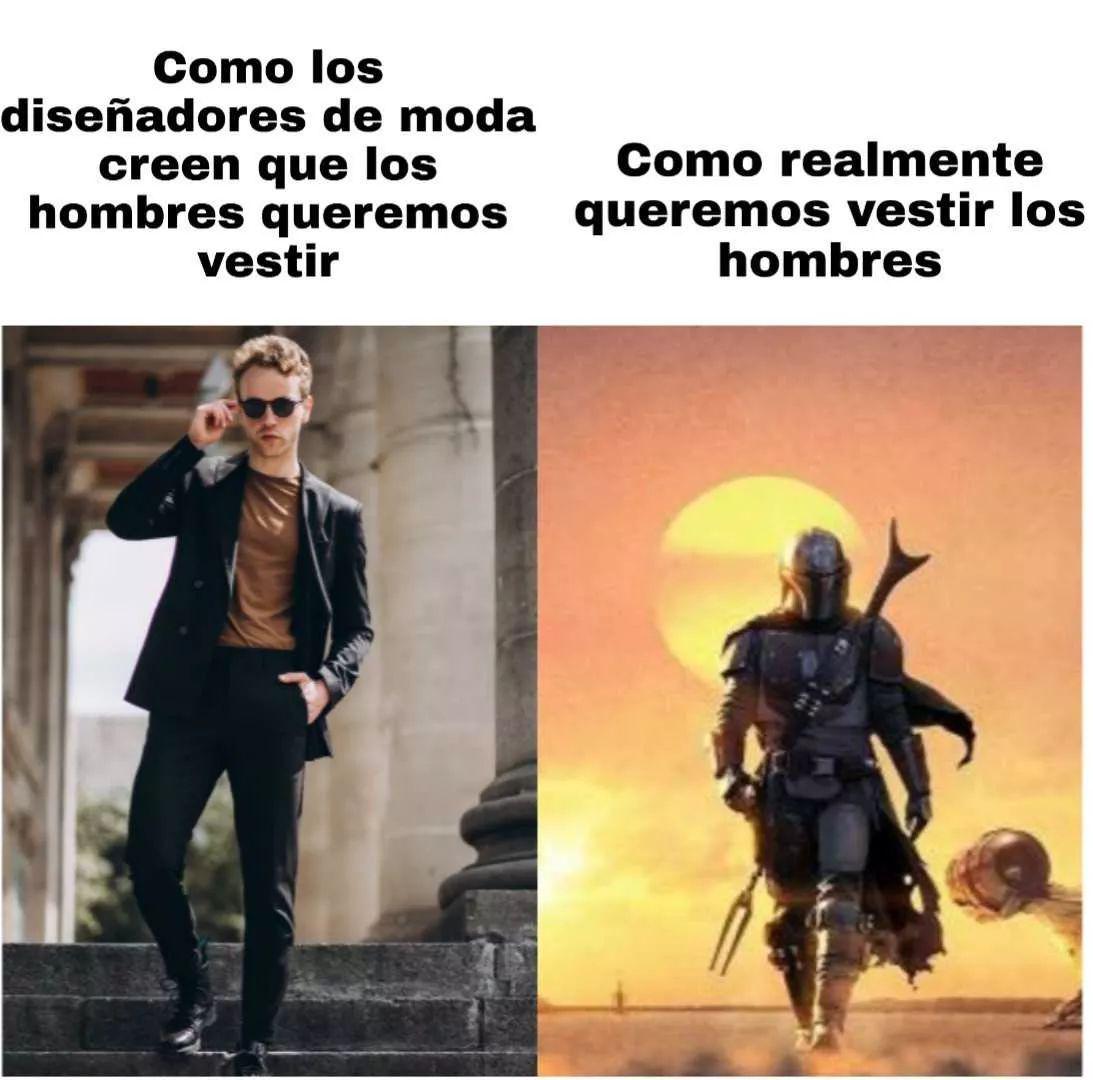 Como los
diseñadores de moda
creen que los
hombres queremos
vestir
Como realmente
queremos vestir los
hombres